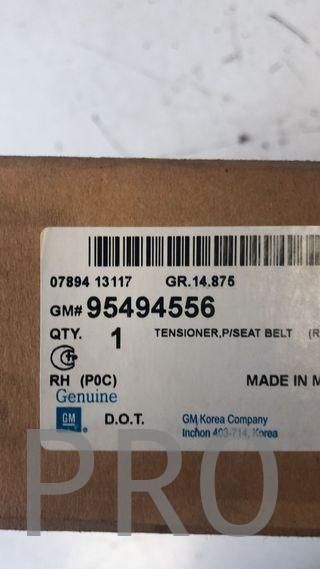 07894 13117 GR.14.875
GM# 95494556
QTY. 1 TENSIONER,P/SEAT BELT (R
RH (P0C) MADE IN M
Genuine
GM D.O.T. GM Korea Company
Inchon 403-714, Korea
PRO